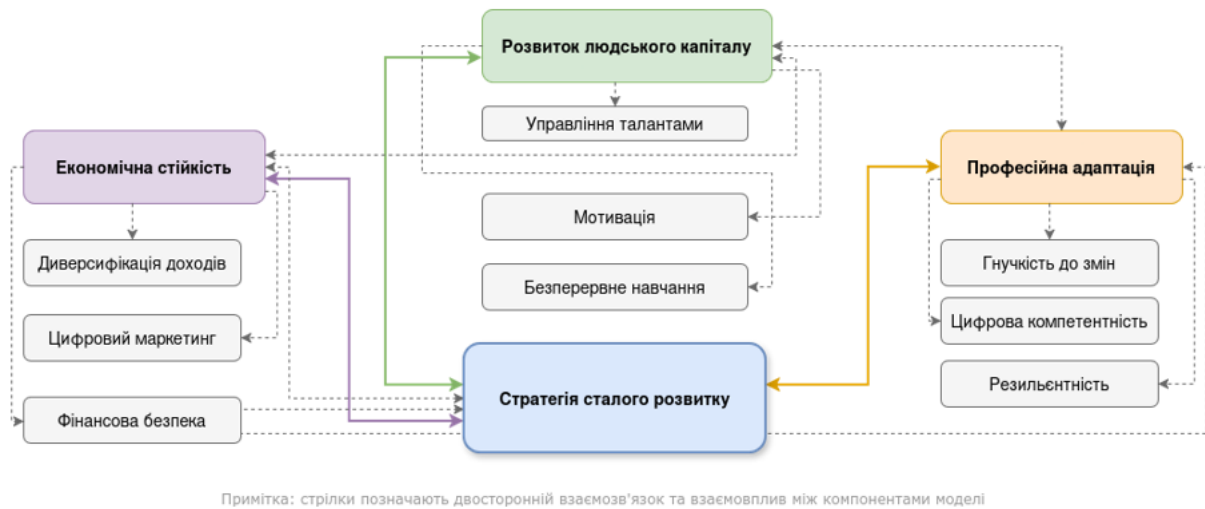 Розвиток людського капіталу
Управління талантами
Економічна стійкість
Професійна адаптація
Мотивація
Диверсифікація доходів
Гнучкість до змін
Безперервне навчання
Цифровий маркетинг
Цифрова компетентність
Стратегія сталого розвитку
Резильєнтність
Фінансова безпека
Примітка: стрілки позначають двосторонній взаємозв'язок та взаємовплив між компонентами моделі